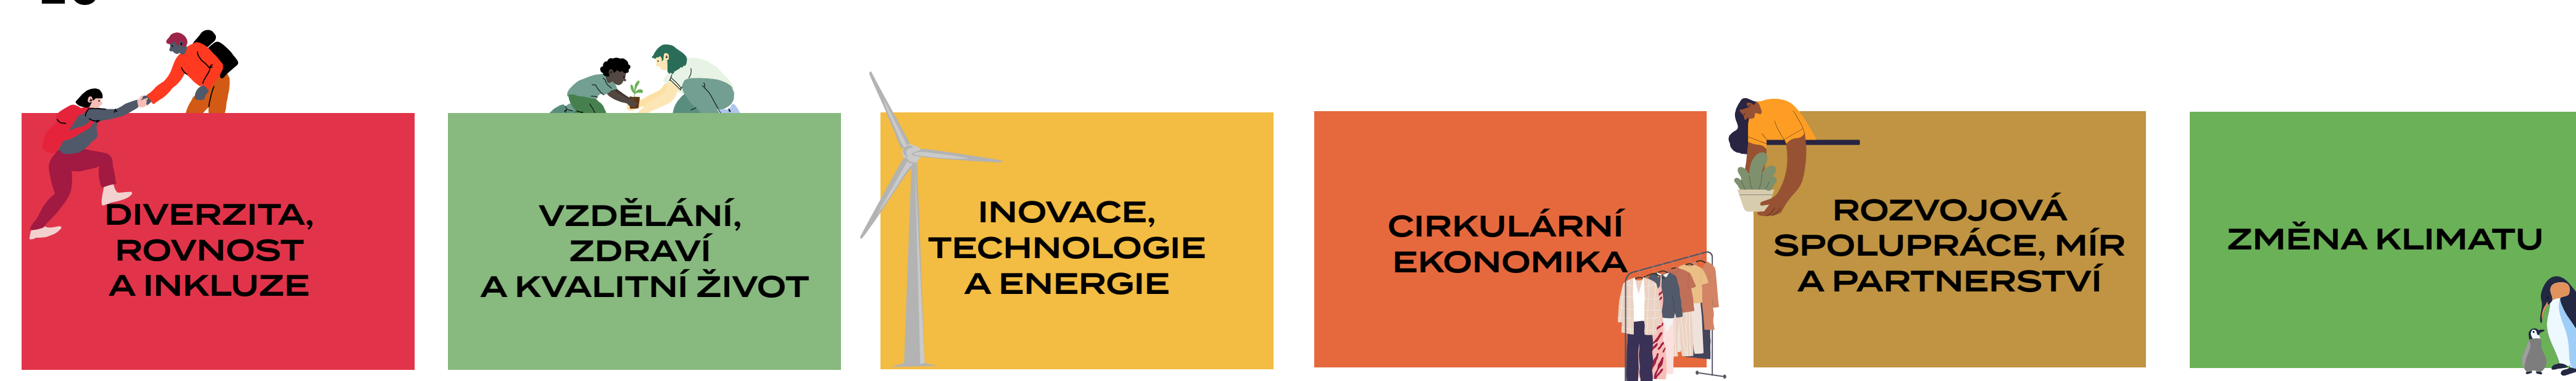 DIVERZITA,
ROVNOST
A INKLUZE
VZDĚLÁNÍ,
ZDRAVÍ
A KVALITNÍ ŽIVOT
INOVACE,
TECHNOLOGIE
A ENERGIE
CIRKULÁRNÍ
EKONOMIKA
ROZVOJOVÁ
SPOLUPRÁCE, MÍR
A PARTNERSTVÍ
ZMĚNA KLIMATU